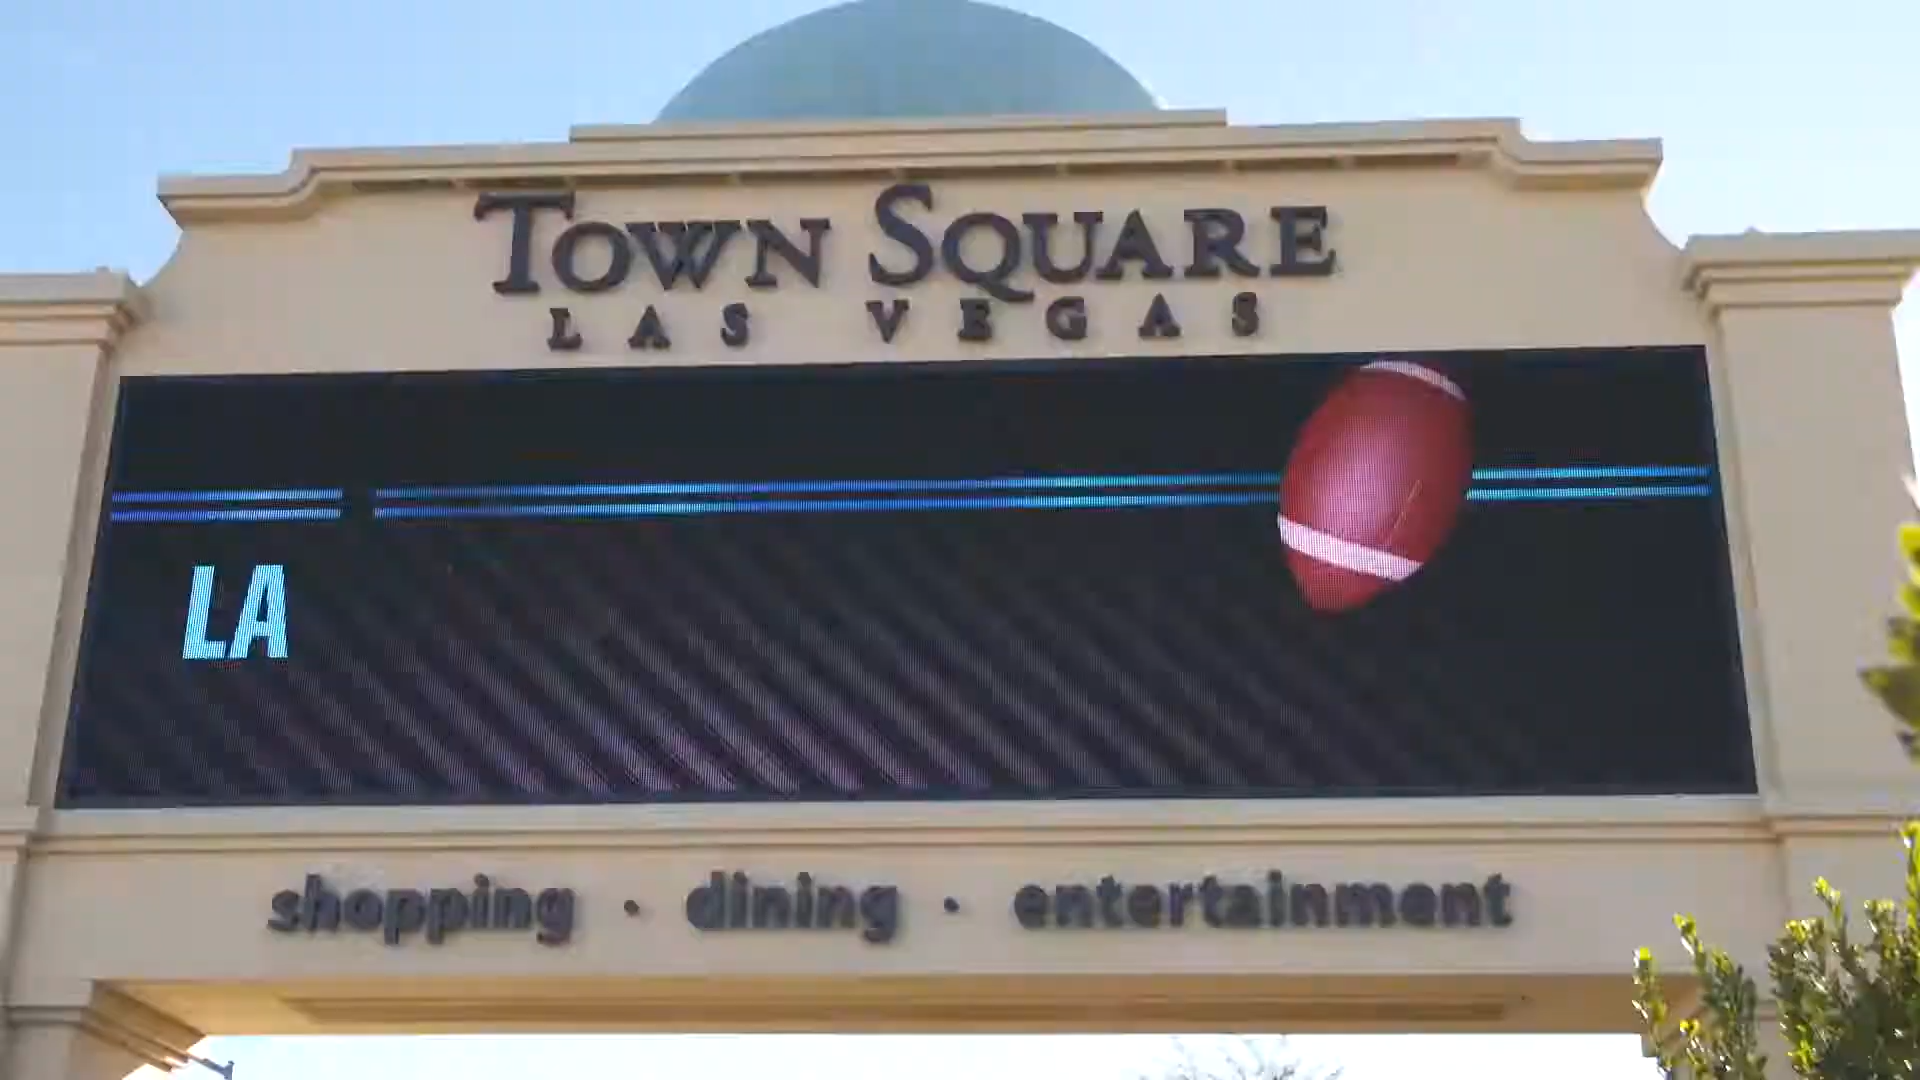 TOWN SQUARE
LAS VEGAS
LA
shopping · dining · entertainment